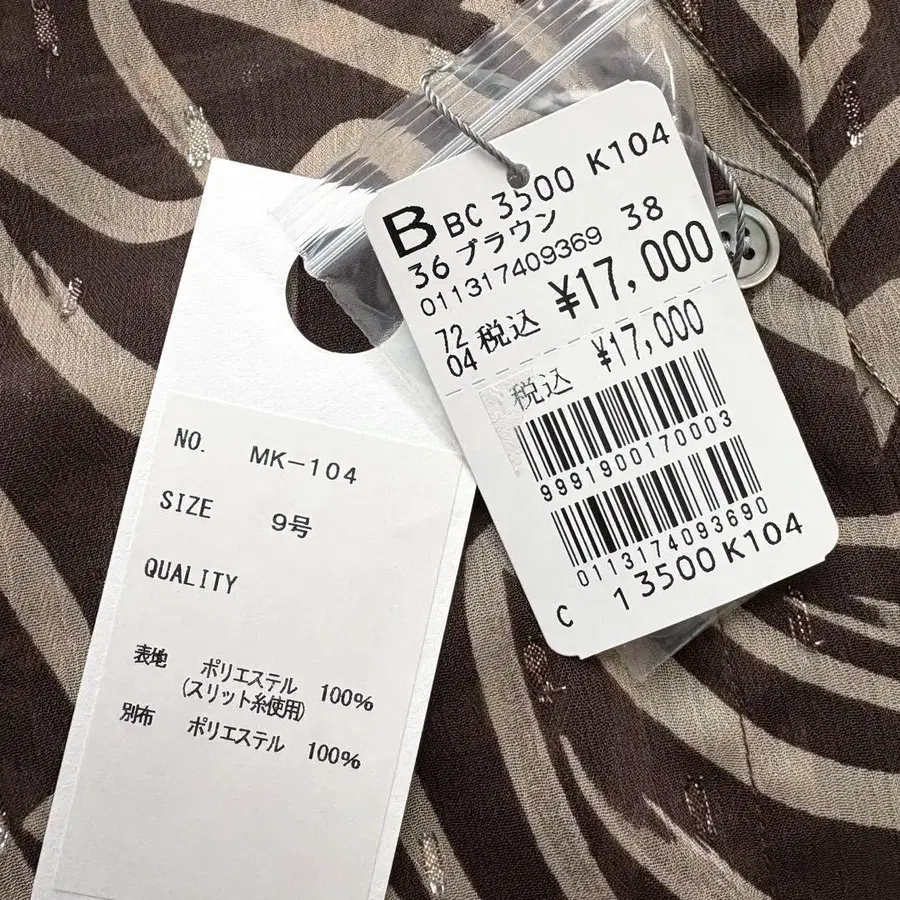 B BC 3500 K104
36 ブラウン 38
011317409369
72
04 税込 ¥17,000
税込 ¥17,000
9991900170003
0113174093690
C 13500K104
NO. MK-104
SIZE 9号
QUALITY
表地 ポリエステル 100%
(スリット糸使用)
別布 ポリエステル 100%